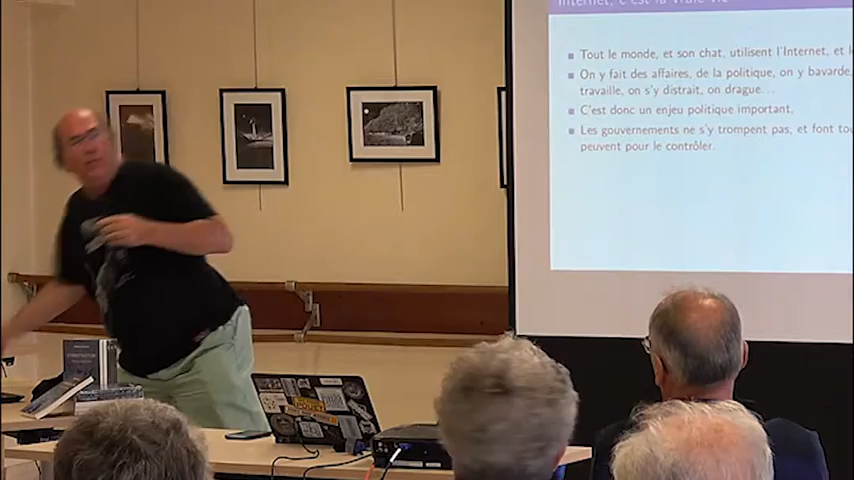 Internet, c'est la vraie vie
Tout le monde, et son chat, utilisent l'Internet, et l
On y fait des affaires, de la politique, on y bavarde,
travaille, on s'y distrait, on drague...
C'est donc un enjeu politique important.
Les gouvernements ne s'y trompent pas, et font tou
peuvent pour le contrôler.
POUET